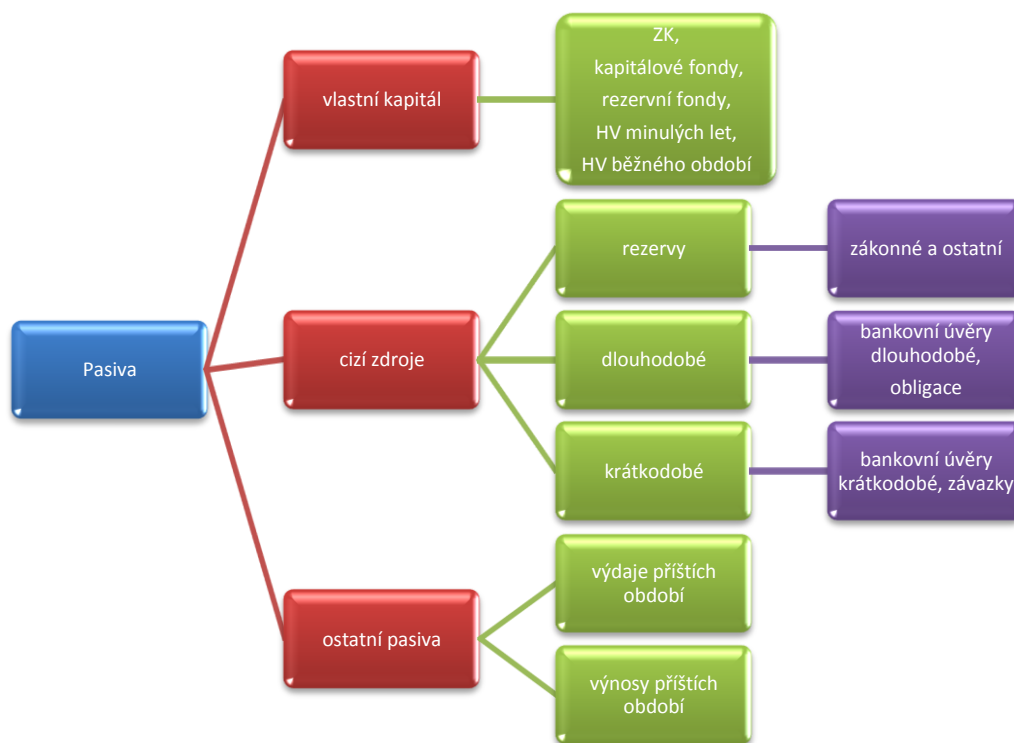 Pasiva
vlastní kapitál
ZK,
kapitálové fondy,
rezervní fondy,
HV minulých let,
HV běžného období
cizí zdroje
rezervy
zákonné a ostatní
dlouhodobé
bankovní úvěry
dlouhodobé,
obligace
krátkodobé
bankovní úvěry
krátkodobé, závazky
ostatní pasiva
výdaje příštích
období
výnosy příštích
období